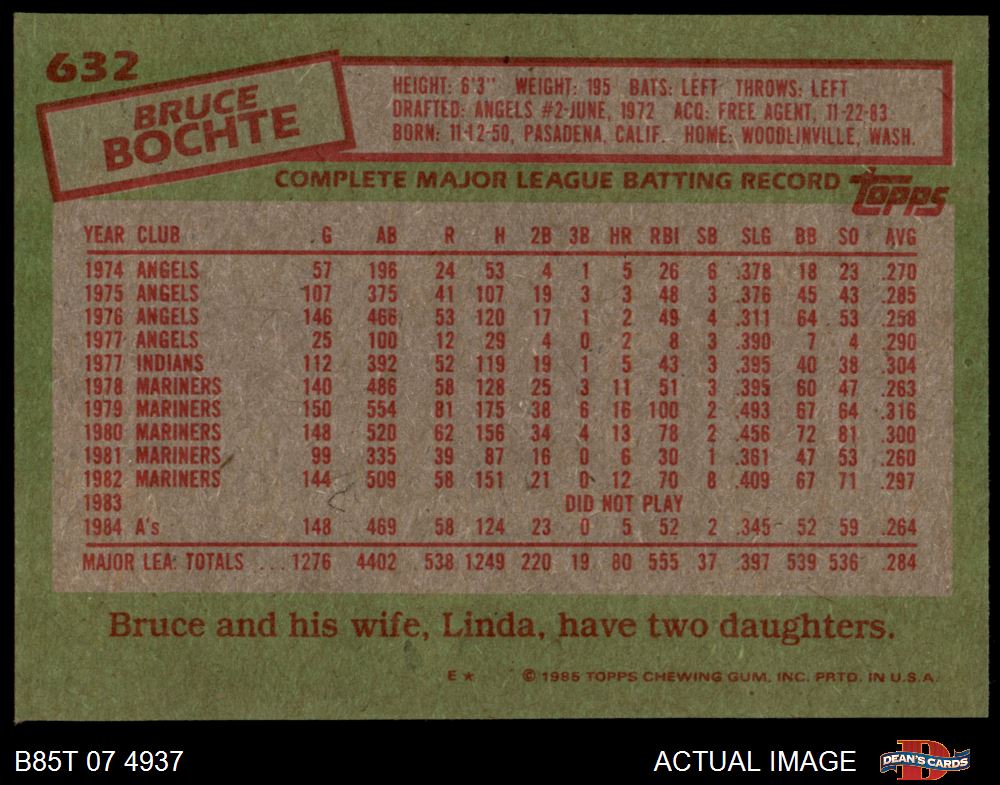 632
BRUCE
BOCHTE
HEIGHT: 6'3" WEIGHT: 195 BATS: LEFT THROWS: LEFT
DRAFTED: ANGELS #2-JUNE, 1972 ACQ: FREE AGENT, 11-22-83
BORN: 11-12-50, PASADENA, CALIF. HOME: WOODLINVILLE, WASH.
COMPLETE MAJOR LEAGUE BATTING RECORD topps
YEAR CLUB G AB R H 2B 3B HR RBI SB SLG BB SO AVG
1974 ANGELS 57 196 24 53 4 1 5 26 6 .378 18 23 .270
1975 ANGELS 107 375 41 107 19 3 3 48 3 .376 45 43 .285
1976 ANGELS 146 466 53 120 17 1 2 49 4 .311 64 53 .258
1977 ANGELS 25 100 12 29 4 0 2 8 3 .390 7 4 .290
1977 INDIANS 112 392 52 119 19 1 5 43 3 .395 40 38 .304
1978 MARINERS 140 486 58 128 25 3 11 51 3 .395 60 47 .263
1979 MARINERS 150 554 81 175 38 6 16 100 2 .493 67 64 .316
1980 MARINERS 148 520 62 156 34 4 13 78 2 .456 72 81 .300
1981 MARINERS 99 335 39 87 16 0 6 30 1 .361 47 53 .260
1982 MARINERS 144 509 58 151 21 0 12 70 8 .409 67 71 .297
1983 DID NOT PLAY
1984 A's 148 469 58 124 23 0 5 52 2 .345 52 59 .264
MAJOR LEA. TOTALS ... 1276 4402 538 1249 220 19 80 555 37 .397 539 536 .284
Bruce and his wife, Linda, have two daughters.
E★ © 1985 TOPPS CHEWING GUM, INC. PRTD. IN U.S.A.
B85T 07 4937 ACTUAL IMAGE D DEAN'S CARDS